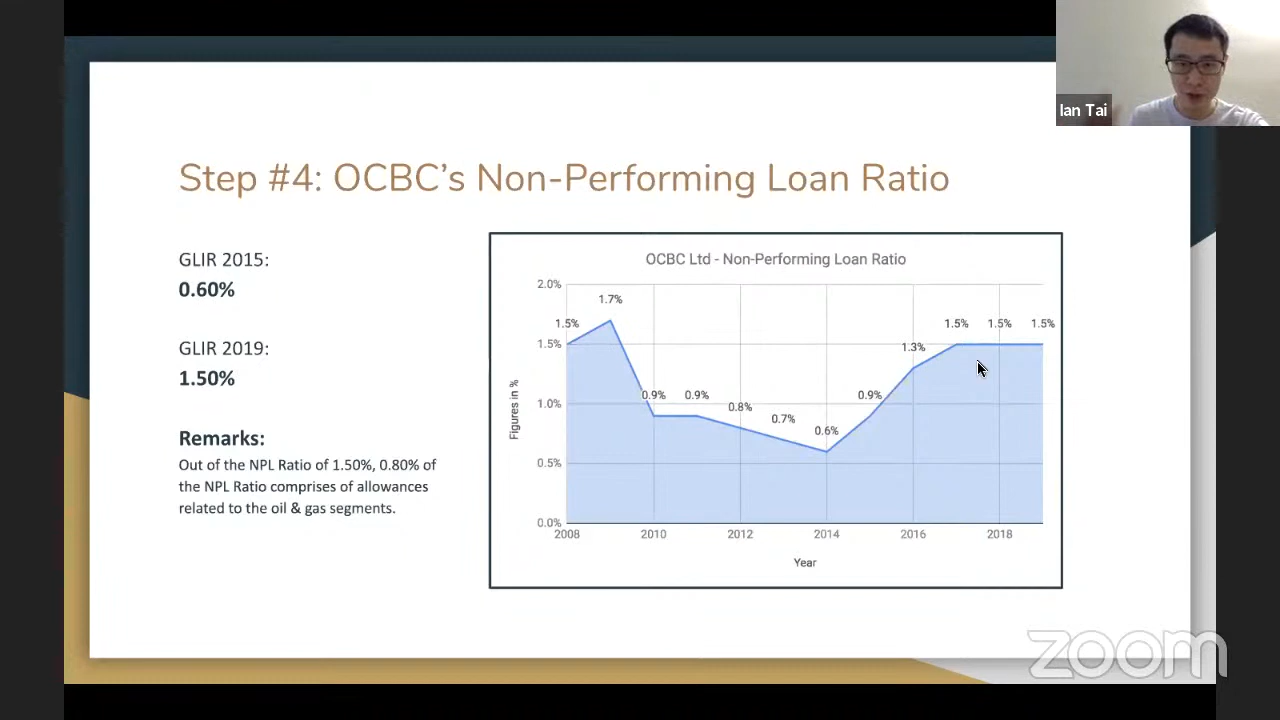 Ian Tai
Step #4: OCBC’s Non-Performing Loan Ratio
GLIR 2015:
0.60%
GLIR 2019:
1.50%
Remarks:
Out of the NPL Ratio of 1.50%, 0.80% of
the NPL Ratio comprises of allowances
related to the oil & gas segments.
OCBC Ltd - Non-Performing Loan Ratio
Figures in %
2.0%
1.5%
1.0%
0.5%
0.0%
1.5%
1.7%
0.9%
0.9%
0.8%
0.7%
0.6%
0.9%
1.3%
1.5%
1.5%
1.5%
2008
2010
2012
2014
2016
2018
Year
zoom